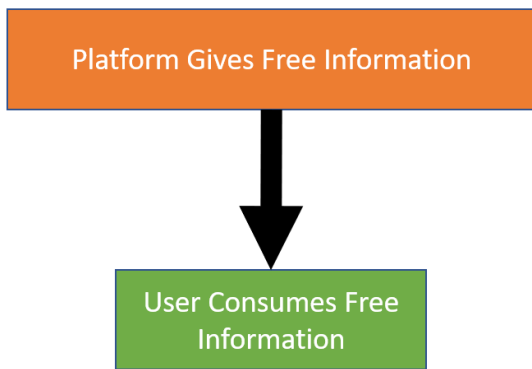 Platform Gives Free Information
User Consumes Free
Information